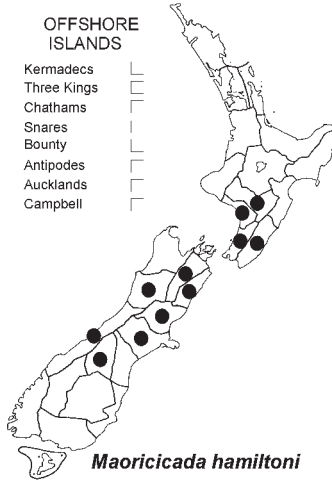 OFFSHORE
ISLANDS
Kermadecs
Three Kings
Chathams
Snares
Bounty
Antipodes
Aucklands
Campbell
Maoricicada hamiltoni